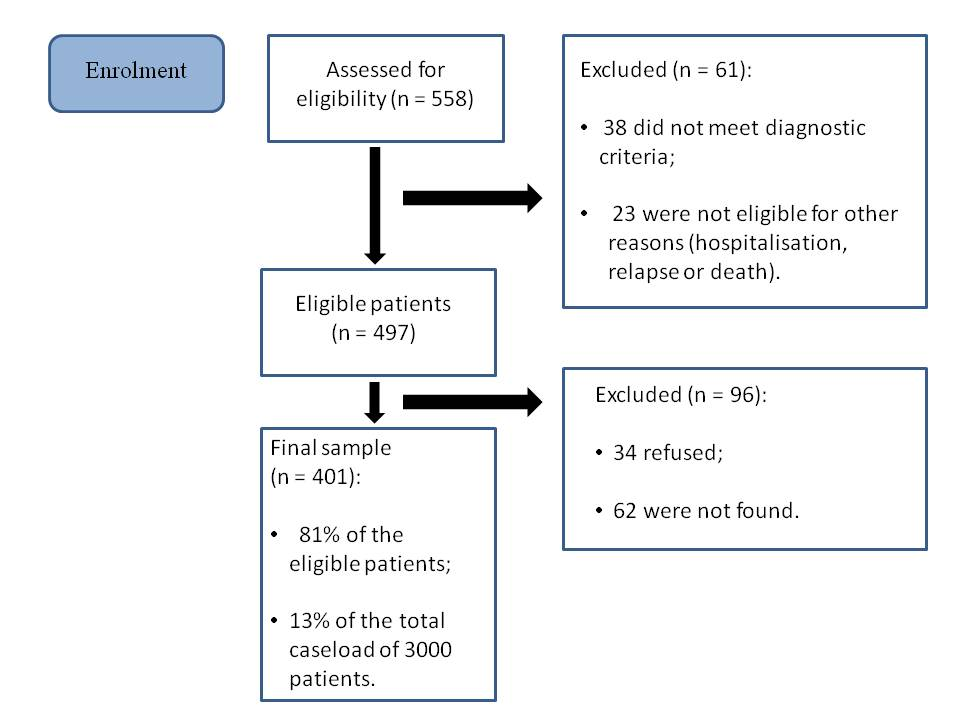 Enrolment
Assessed for
eligibility (n = 558)
Excluded (n = 61):
• 38 did not meet diagnostic
criteria;
• 23 were not eligible for other
reasons (hospitalisation,
relapse or death).
Eligible patients
(n = 497)
Excluded (n = 96):
• 34 refused;
• 62 were not found.
Final sample
(n = 401):
• 81% of the
eligible patients;
• 13% of the total
caseload of 3000
patients.